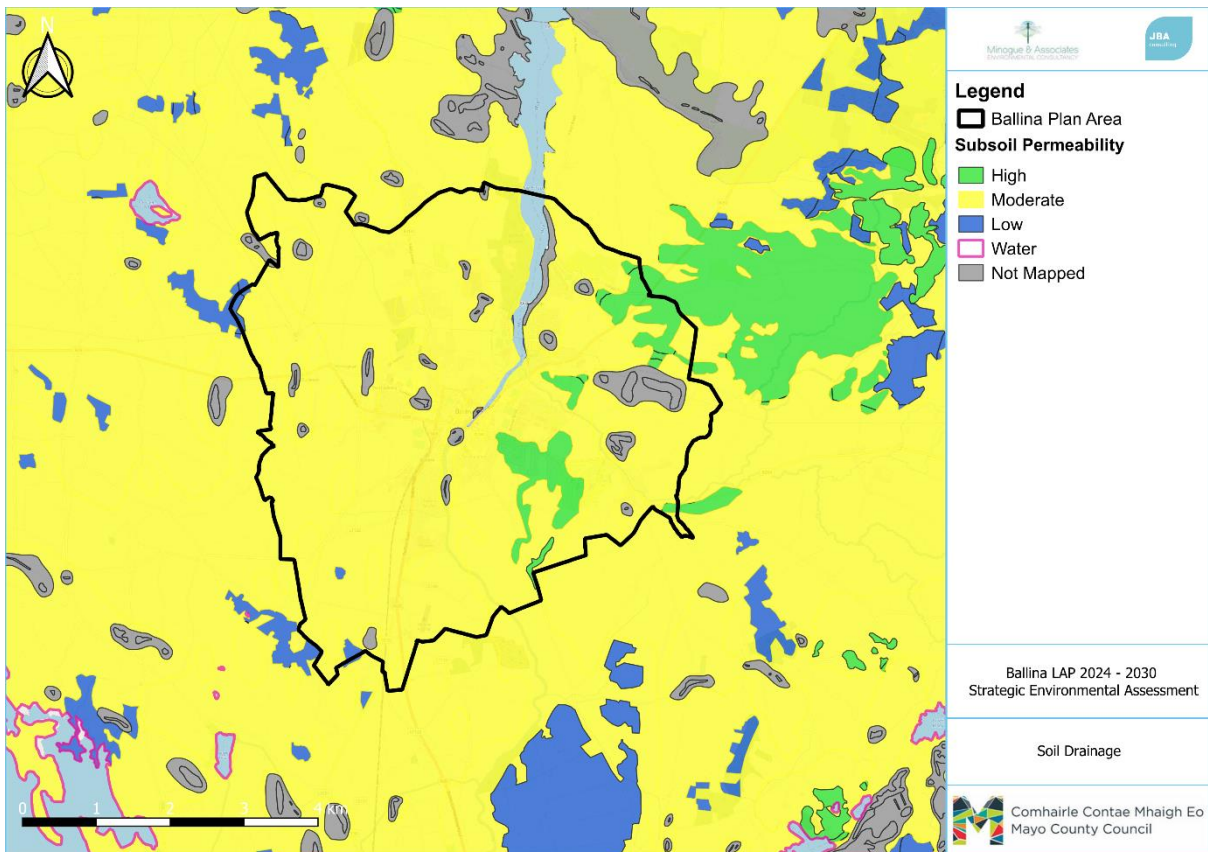 N
0 1 2 3 4 km
Minogue & Associates
ENVIRONMENTAL CONSULTANCY
JBA
consulting
Legend
Ballina Plan Area
Subsoil Permeability
High
Moderate
Low
Water
Not Mapped
Ballina LAP 2024 - 2030
Strategic Environmental Assessment
Soil Drainage
Comhairle Contae Mhaigh Eo
Mayo County Council